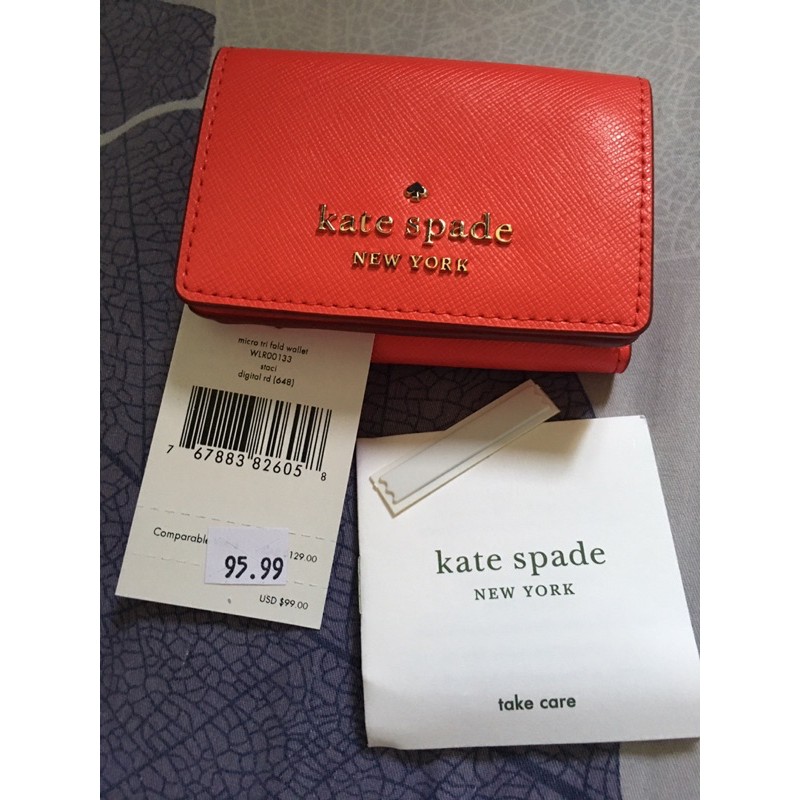 kate spade
NEW YORK
micro tri fold wallet
WLR00133
staci
digital rd (648)
7 67883 82605 8
Comparable
129.00
95.99
USD $99.00
kate spade
NEW YORK
take care